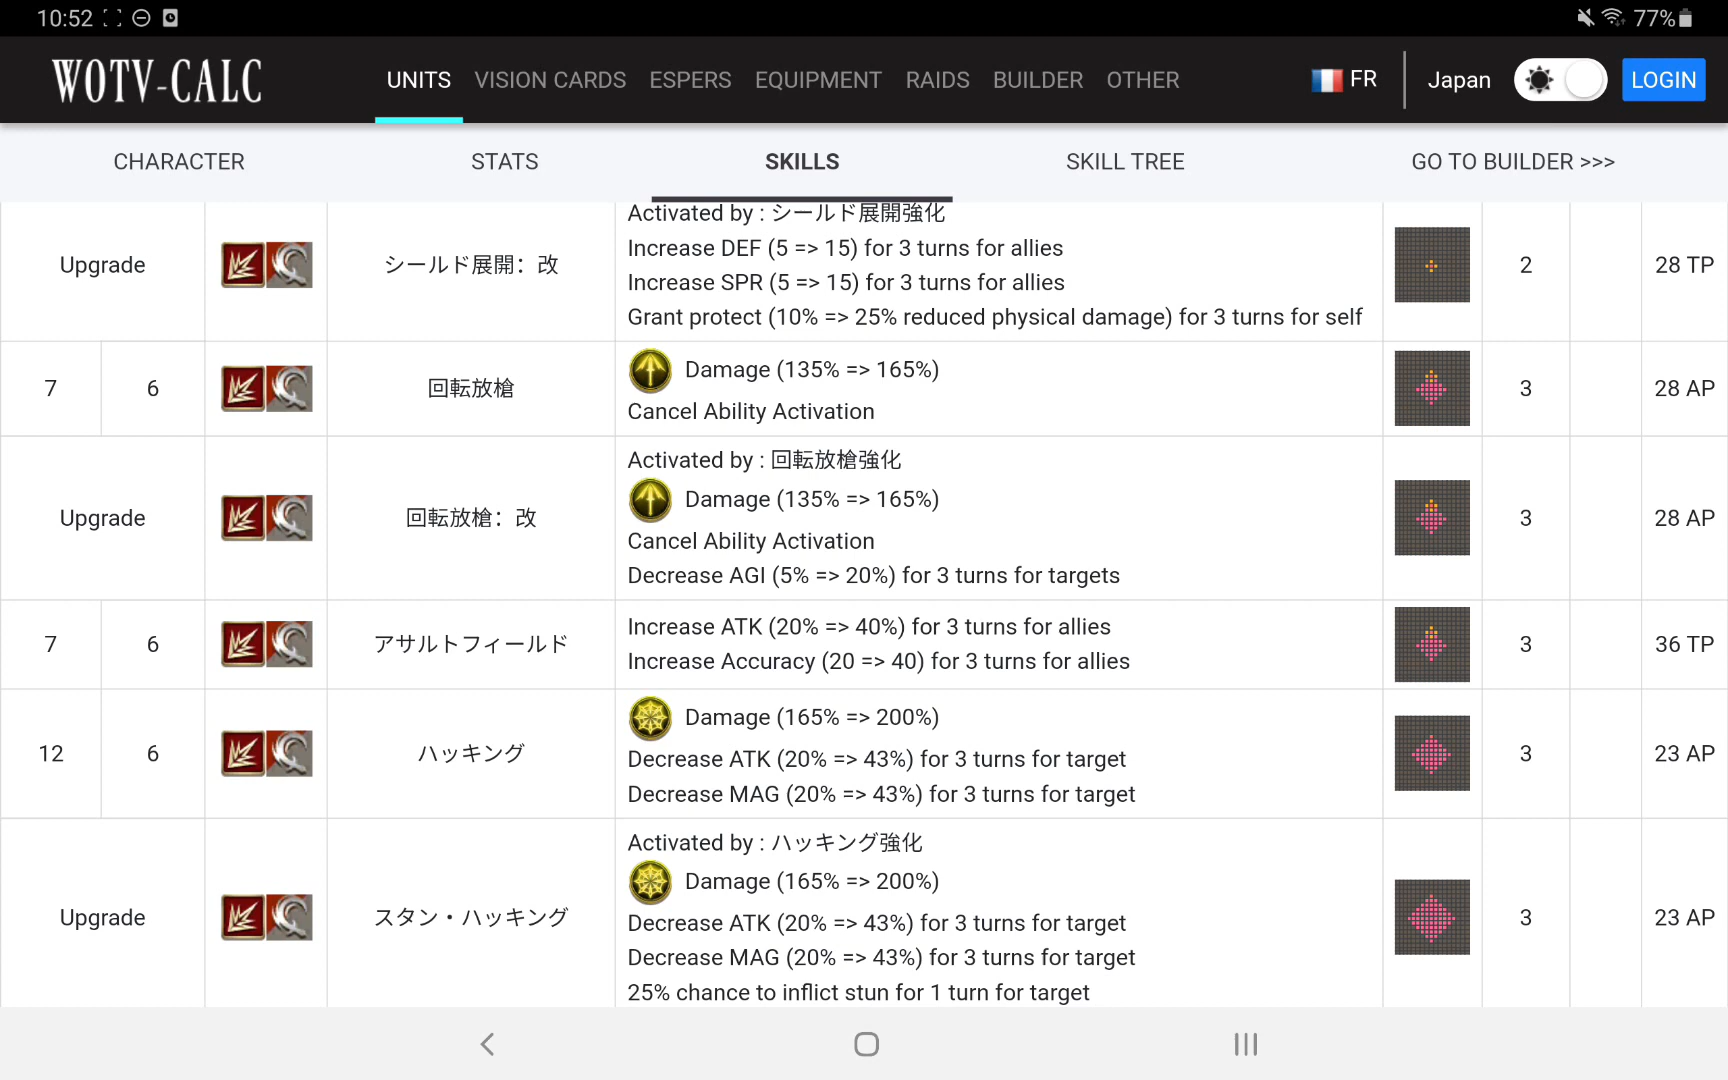 10:52 77%
WOTV-CALC UNITS VISION CARDS ESPERS EQUIPMENT RAIDS BUILDER OTHER FR Japan LOGIN
CHARACTER STATS SKILLS SKILL TREE GO TO BUILDER >>>
Activated by : シールド展開強化
Increase DEF (5 => 15) for 3 turns for allies
Upgrade シールド展開：改 2 28 TP
Increase SPR (5 => 15) for 3 turns for allies
Grant protect (10% => 25% reduced physical damage) for 3 turns for self
Damage (135% => 165%)
7 6 回転放槍 3 28 AP
Cancel Ability Activation
Activated by : 回転放槍強化
Damage (135% => 165%)
Upgrade 回転放槍：改 3 28 AP
Cancel Ability Activation
Decrease AGI (5% => 20%) for 3 turns for targets
Increase ATK (20% => 40%) for 3 turns for allies
7 6 アサルトフィールド 3 36 TP
Increase Accuracy (20 => 40) for 3 turns for allies
Damage (165% => 200%)
12 6 ハッキング 3 23 AP
Decrease ATK (20% => 43%) for 3 turns for target
Decrease MAG (20% => 43%) for 3 turns for target
Activated by : ハッキング強化
Damage (165% => 200%)
Upgrade スタン・ハッキング 3 23 AP
Decrease ATK (20% => 43%) for 3 turns for target
Decrease MAG (20% => 43%) for 3 turns for target
25% chance to inflict stun for 1 turn for target